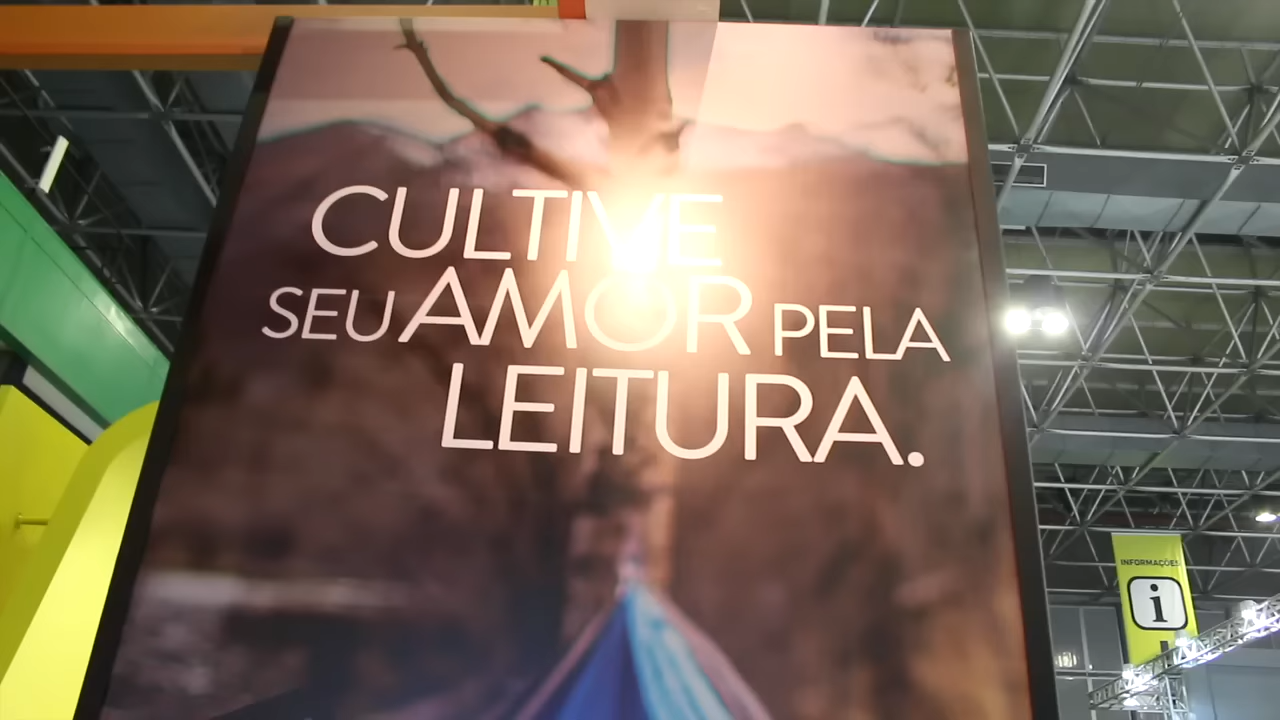 CULTIVE
SEU AMOR PELA
LEITURA.
INFORMAÇÕES
i